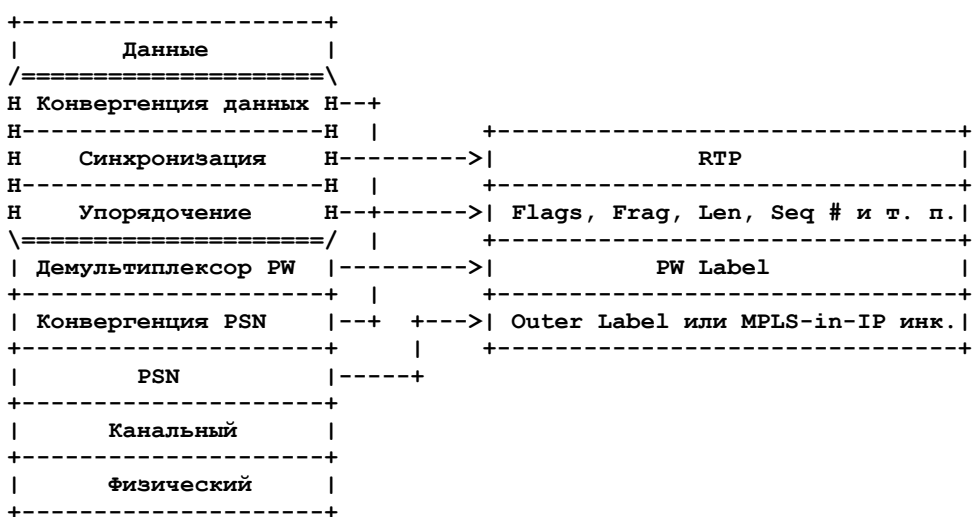 Данные
Конвергенция данных
Синхронизация RTP
Упорядочение Flags, Frag, Len, Seq # и т. п.
Демультиплексор PW PW Label
Конвергенция PSN Outer Label или MPLS-in-IP инк.
PSN
Канальный
Физический